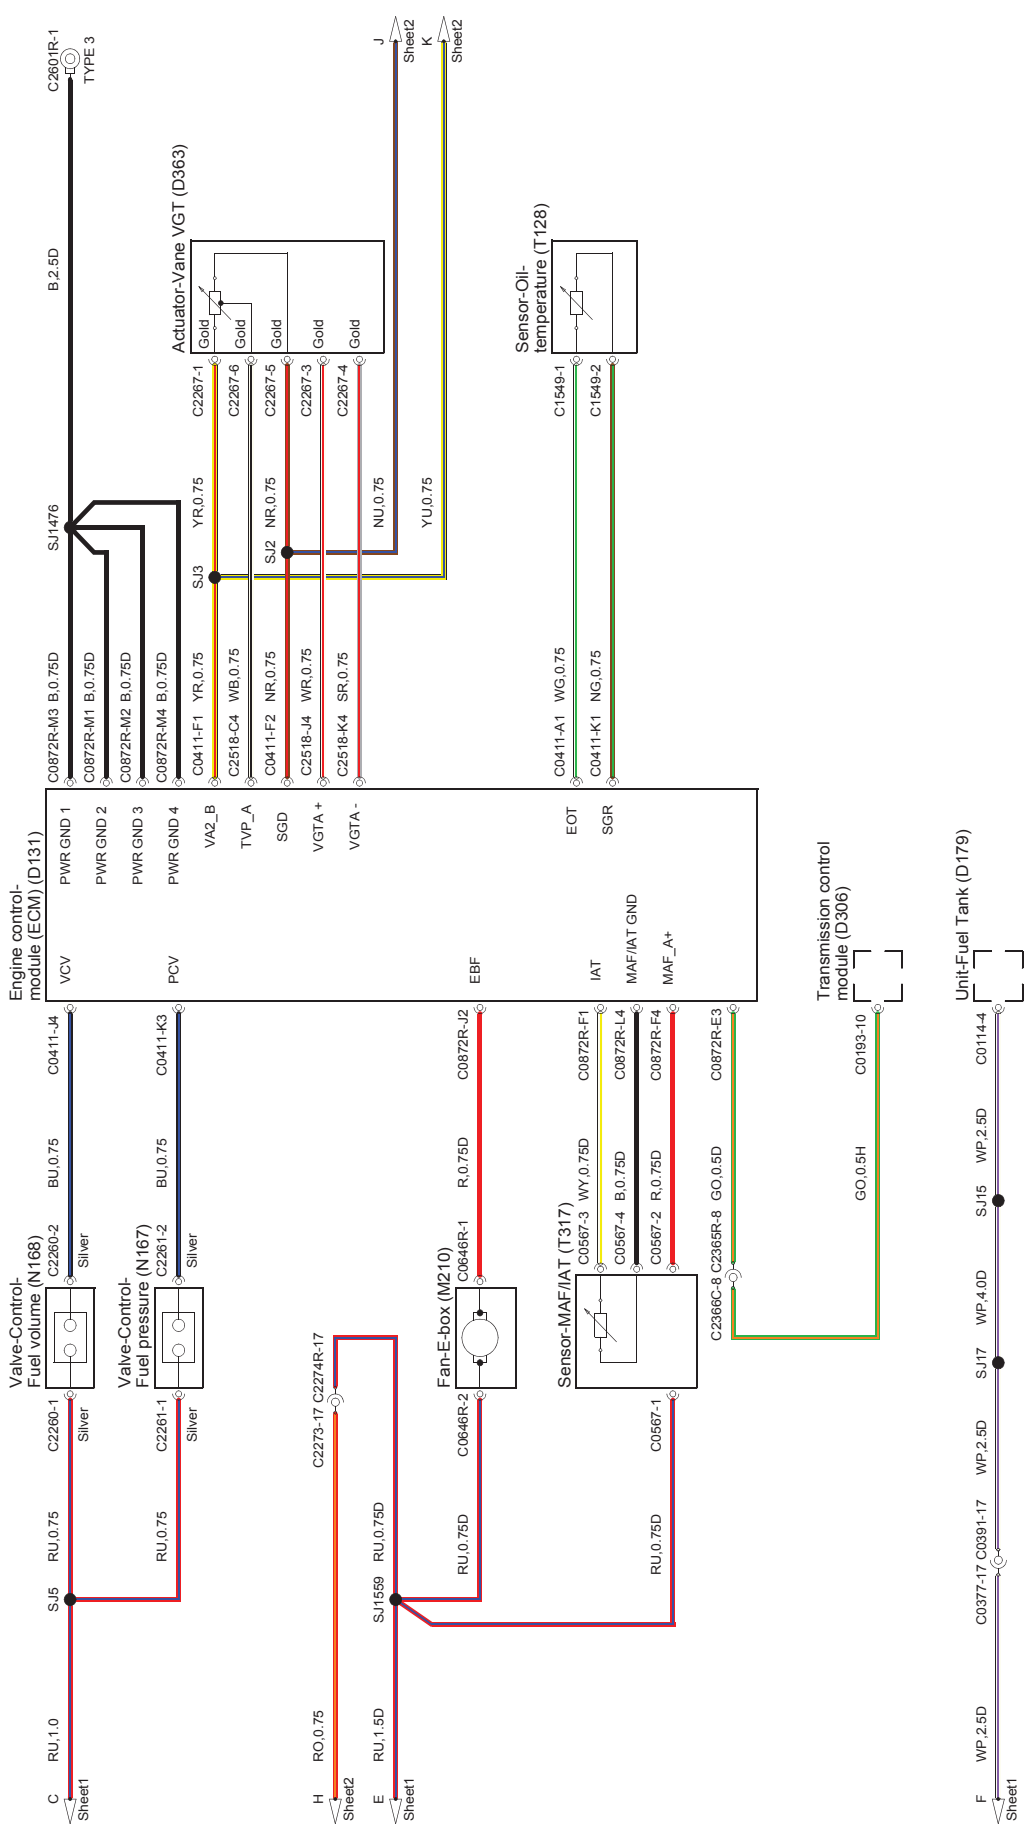 C2601R-1
TYPE 3
B,2.5D
SJ1476
C0872R-M3 B,0.75D
C0872R-M1 B,0.75D
C0872R-M2 B,0.75D
C0872R-M4 B,0.75D
J
Sheet2
K
Sheet2
Actuator-Vane VGT (D363)
Gold
Gold
Gold
Gold
Gold
C2267-1
C2267-6
C2267-5
C2267-3
C2267-4
YR,0.75
SJ2 NR,0.75
NU,0.75
YU,0.75
SJ3
C0411-F1 YR,0.75
C2518-C4 WB,0.75
C0411-F2 NR,0.75
C2518-J4 WR,0.75
C2518-K4 SR,0.75
Sensor-Oil-
temperature (T128)
C1549-1
C1549-2
C0411-A1 WG,0.75
C0411-K1 NG,0.75
Engine control-
module (ECM) (D131)
PWR GND 1
PWR GND 2
PWR GND 3
PWR GND 4
VA2_B
TVP_A
SGD
VGTA +
VGTA -
EOT
SGR
VCV
PCV
EBF
IAT
MAF/IAT GND
MAF_A+
C0411-J4
C0411-K3
C0872R-J2
C0872R-F1
C0872R-L4
C0872R-F4
C0872R-E3
Transmission control
module (D306)
C0193-10
GO,0.5H
Unit-Fuel Tank (D179)
C0114-4
WP,2.5D
SJ15
WP,4.0D
SJ17
WP,2.5D
C0377-17 C0391-17
WP,2.5D
F
Sheet1
BU,0.75
BU,0.75
R,0.75D
C0567-3 WY,0.75D
C0567-4 B,0.75D
C0567-2 R,0.75D
C2366C-8 C2365R-8 GO,0.5D
Valve-Control-
Fuel volume (N168)
C2260-2
Silver
C2260-1
Silver
Valve-Control-
Fuel pressure (N167)
C2261-2
Silver
C2261-1
Silver
Fan-E-box (M210)
C0646R-1
C0646R-2
Sensor-MAF/IAT (T317)
C0567-1
C2273-17 C2274R-17
RU,0.75
RU,0.75
SJ5
RU,0.75D
SJ1559
RU,0.75D
RU,0.75D
C
RU,1.0
Sheet1
H
RO,0.75
Sheet2
E
RU,1.5D
Sheet1